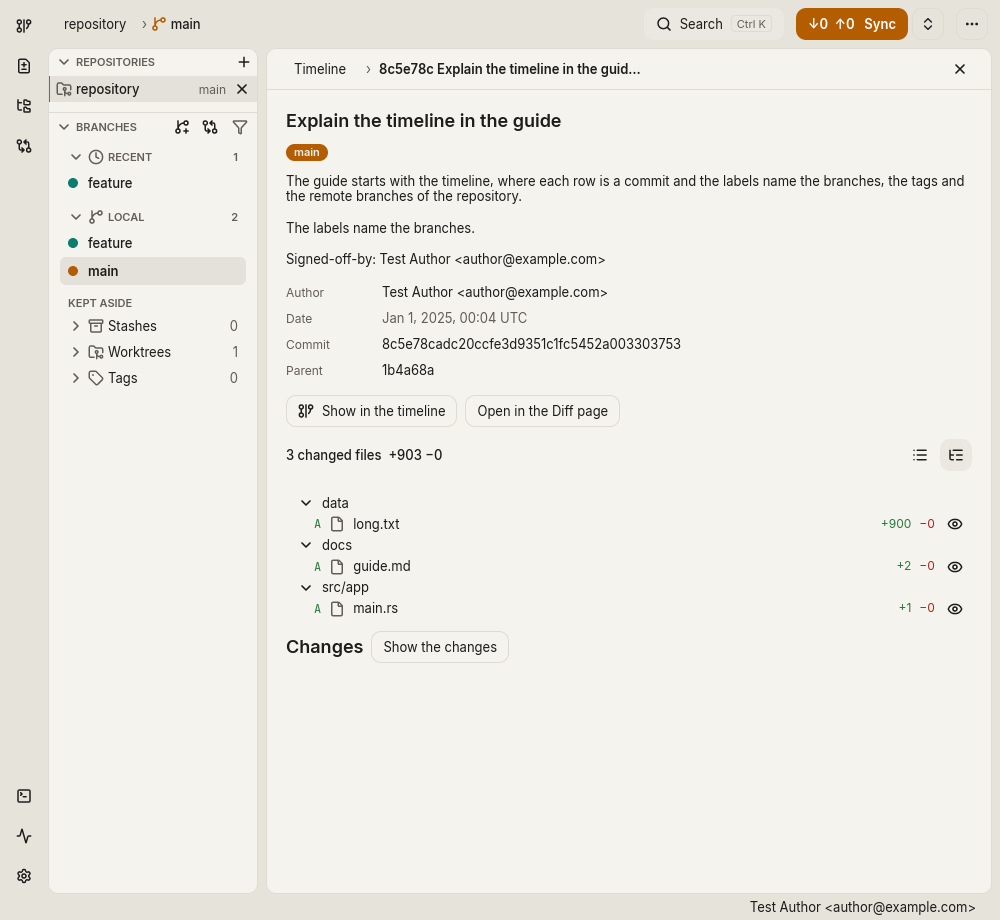 repository › main
Search Ctrl K
↓0 ↑0 Sync
REPOSITORIES
repository main
BRANCHES
RECENT 1
feature
LOCAL 2
feature
main
KEPT ASIDE
Stashes 0
Worktrees 1
Tags 0
Timeline › 8c5e78c Explain the timeline in the guid...
Explain the timeline in the guide
main
The guide starts with the timeline, where each row is a commit and the labels name the branches, the tags and
the remote branches of the repository.
The labels name the branches.
Signed-off-by: Test Author <author@example.com>
Author Test Author <author@example.com>
Date Jan 1, 2025, 00:04 UTC
Commit 8c5e78cadc20ccfe3d9351c1fc5452a003303753
Parent 1b4a68a
Show in the timeline
Open in the Diff page
3 changed files +903 −0
data
A long.txt +900 −0
docs
A guide.md +2 −0
src/app
A main.rs +1 −0
Changes
Show the changes
Test Author <author@example.com>